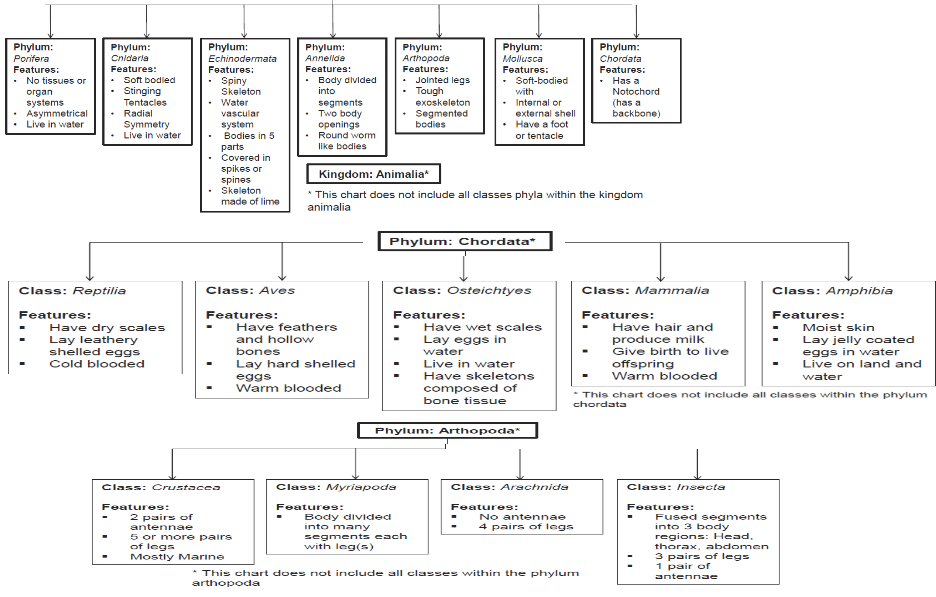 Phylum:
Porifera
Features:
• No tissues or
organ
systems
• Asymmetrical
• Live in water
Phylum:
Cnidaria
Features:
• Soft bodied
• Stinging
Tentacles
• Radial
Symmetry
• Live in water
Phylum:
Echinodermata
Features:
• Spiny
Skeleton
• Water
vascular
system
• Bodies in 5
parts
• Covered in
spikes or
spines
• Skeleton
made of lime
Phylum:
Annelida
Features:
• Body divided
into
segments
• Two body
openings
• Round worm
like bodies
Phylum:
Arthopoda
Features:
• Jointed legs
• Tough
exoskeleton
• Segmented
bodies
Phylum:
Mollusca
Features:
• Soft-bodied
with
• Internal or
external shell
• Have a foot
or tentacle
Phylum:
Chordata
Features:
• Has a
Notochord
(has a
backbone)
Kingdom: Animalia*
* This chart does not include all classes phyla within the kingdom
animalia
Phylum: Chordata*
Class: Reptilia
Features:
▪ Have dry scales
▪ Lay leathery
shelled eggs
▪ Cold blooded
Class: Aves
Features:
▪ Have feathers
and hollow
bones
▪ Lay hard shelled
eggs
▪ Warm blooded
Class: Osteichtyes
Features:
▪ Have wet scales
▪ Lay eggs in
water
▪ Live in water
▪ Have skeletons
composed of
bone tissue
Class: Mammalia
Features:
▪ Have hair and
produce milk
▪ Give birth to live
offspring
▪ Warm blooded
Class: Amphibia
Features:
▪ Moist skin
▪ Lay jelly coated
eggs in water
▪ Live on land and
water
* This chart does not include all classes within the phylum
chordata
Phylum: Arthopoda*
Class: Crustacea
Features:
▪ 2 pairs of
antennae
▪ 5 or more pairs
of legs
▪ Mostly Marine
Class: Myriapoda
Features:
▪ Body divided
into many
segments each
with leg(s)
Class: Arachnida
Features:
▪ No antennae
▪ 4 pairs of legs
Class: Insecta
Features:
▪ Fused segments
into 3 body
regions: Head,
thorax, abdomen
▪ 3 pairs of legs
▪ 1 pair of
antennae
* This chart does not include all classes within the phylum
arthopoda